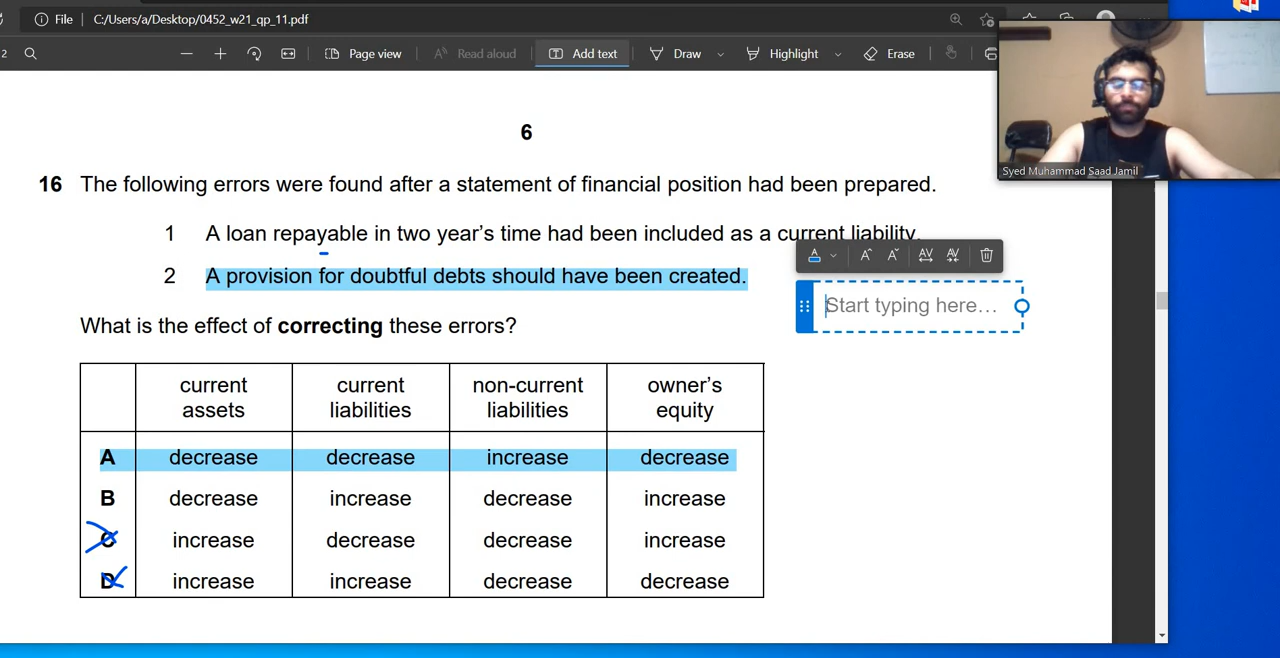 File C:/Users/a/Desktop/0452_w21_qp_11.pdf
2 Page view Read aloud Add text Draw Highlight Erase
Syed Muhammad Saad Jamil
6
16 The following errors were found after a statement of financial position had been prepared.
1 A loan repayable in two year's time had been included as a current liability.
2 A provision for doubtful debts should have been created.
Start typing here...
What is the effect of correcting these errors?
current assets current liabilities non-current liabilities owner's equity
A decrease decrease increase decrease
B decrease increase decrease increase
C increase decrease decrease increase
D increase increase decrease decrease